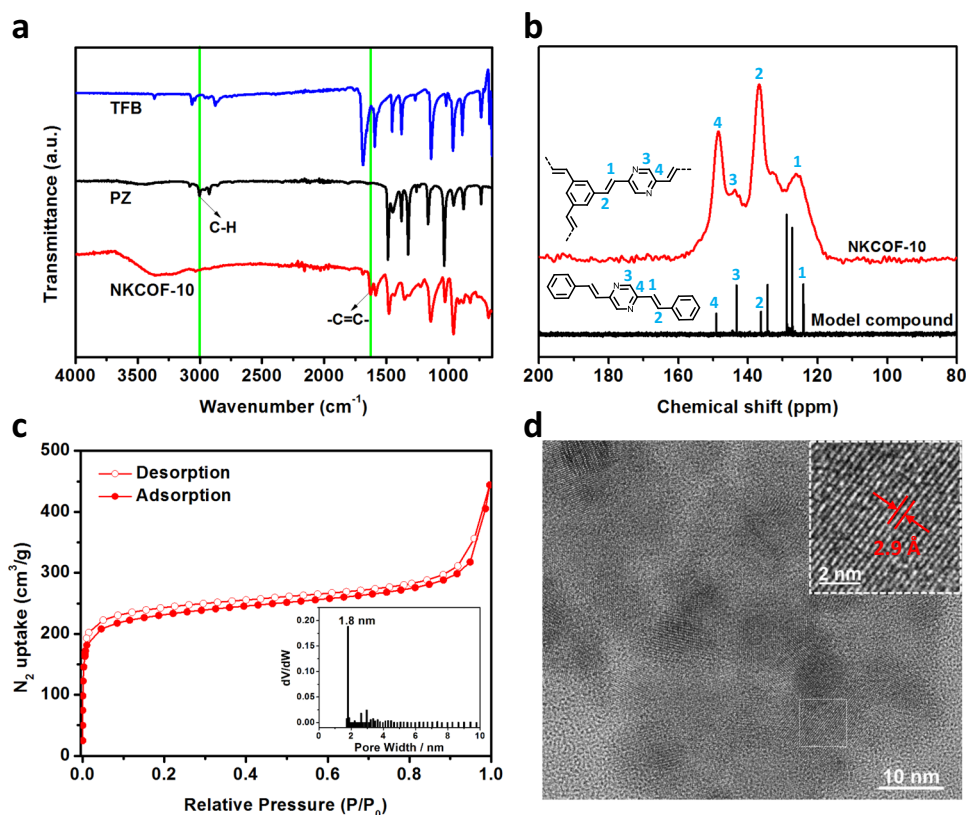 a
TFB
PZ
C-H
NKCOF-10
-C=C-
Transmittance (a.u.)
4000 3500 3000 2500 2000 1500 1000
Wavenumber (cm⁻¹)
b
2
4
3
1
1
2
N
3
4
N
NKCOF-10
3
4
1
2
N
N
4
3
2
1
Model compound
200 180 160 140 120 100 80
Chemical shift (ppm)
c
500
400
300
200
100
0
N₂ uptake (cm³/g)
Desorption
Adsorption
1.8 nm
0.20
0.15
0.10
0.05
0.00
dV/dW
0 2 4 6 8 10
Pore Width / nm
0.0 0.2 0.4 0.6 0.8 1.0
Relative Pressure (P/P₀)
d
2.9 Å
2 nm
10 nm